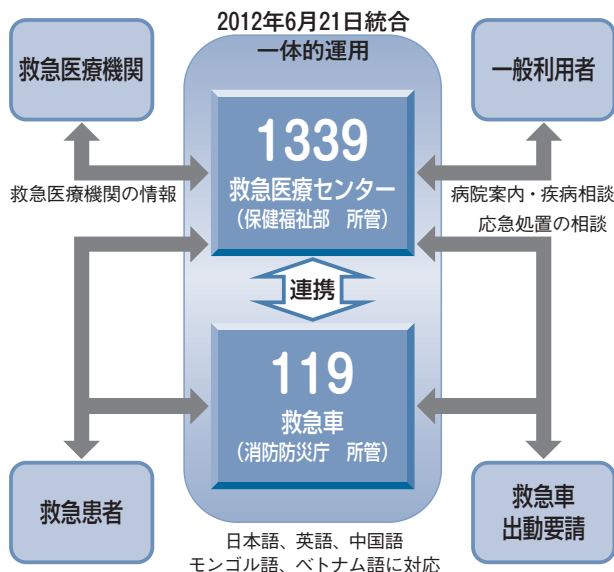 2012年6月21日統合
一体的運用
救急医療機関
一般利用者
1339
救急医療センター
(保健福祉部　所管)
救急医療機関の情報
病院案内・疾病相談
応急処置の相談
連携
119
救急車
(消防防災庁　所管)
救急患者
救急車
出動要請
日本語、英語、中国語
モンゴル語、ベトナム語に対応